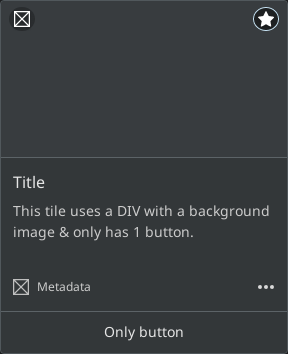 Title
This tile uses a DIV with a background
image & only has 1 button.
Metadata
Only button